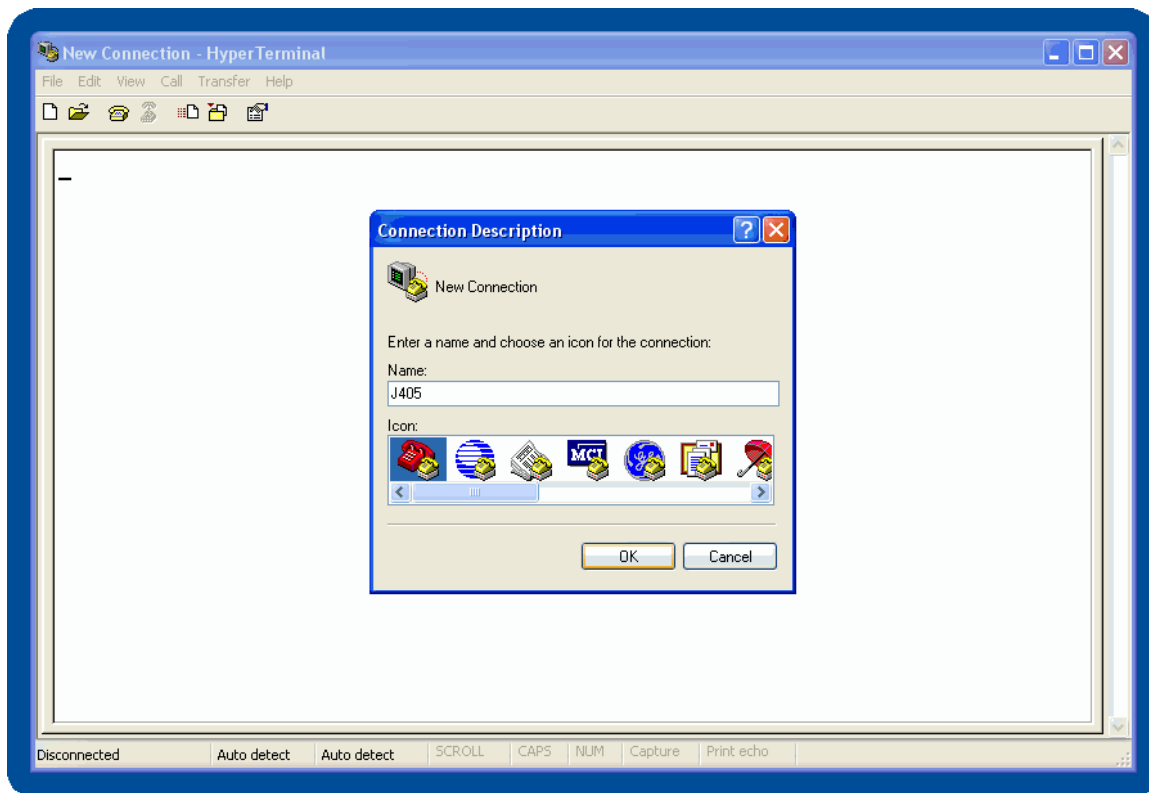 New Connection - HyperTerminal
File Edit View Call Transfer Help
Connection Description
New Connection
Enter a name and choose an icon for the connection:
Name:
J405
Icon:
MCI
OK Cancel
Disconnected Auto detect Auto detect SCROLL CAPS NUM Capture Print echo